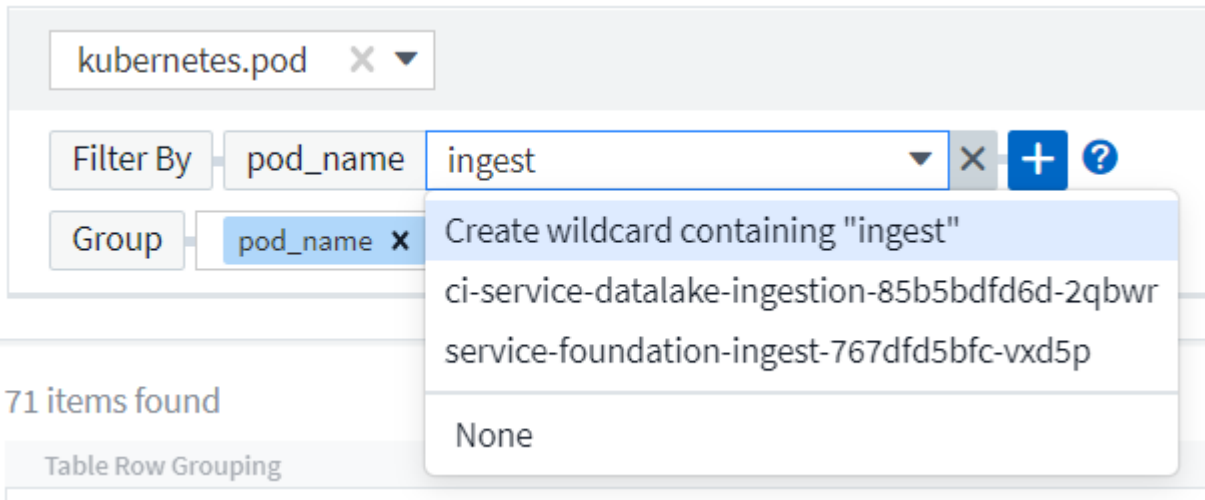 kubernetes.pod
Filter By pod_name ingest
Create wildcard containing "ingest"
Group pod_name
ci-service-datalake-ingestion-85b5bdfd6d-2qbwr
service-foundation-ingest-767dfd5bfc-vxd5p
71 items found
None
Table Row Grouping